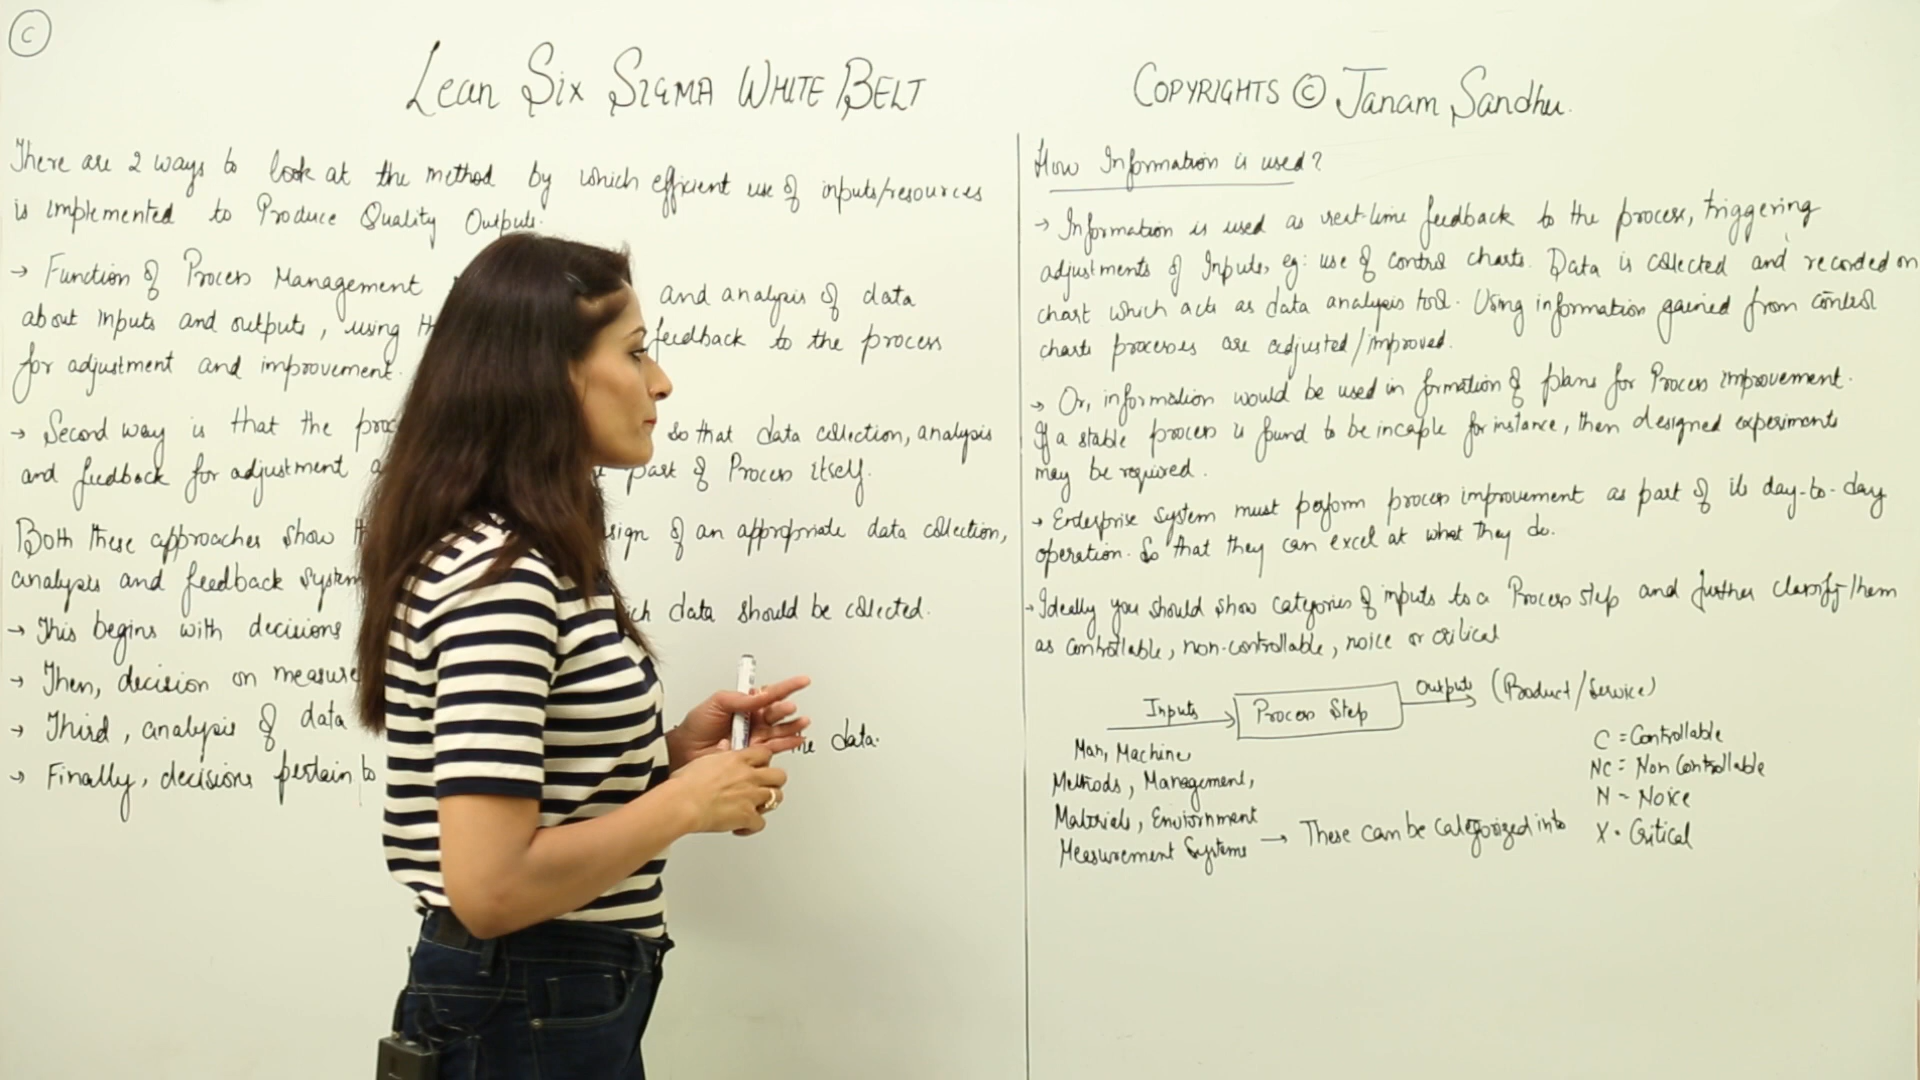 C
Lean Six SIGMA WHITE BELT
COPYRIGHTS © Janam Sandhu.
There are 2 ways to look at the method by which efficient use of inputs/resources
is implemented to Produce Quality Outputs.
→ Function of Process Management and analysis of data
about inputs and outputs, using feedback to the process
for adjustment and improvement.
→ Second way is that the so that data collection, analysis
and feedback for adjustment part of Process itself.
Both these approaches show design of an appropriate data collection,
analysis and feedback system
→ This begins with decisions which data should be collected.
→ Then, decision on
→ Third, analysis of data
→ Finally, decisions pertain to the data.
How Information is used?
→ Information is used as real-time feedback to the process, triggering
adjustments of Inputs, eg: use of control charts. Data is collected and recorded on
chart which acts as data analysis tool. Using information gained from control
charts processes are adjusted/improved.
→ Or, information would be used in formation of plans for Process improvement.
If a stable process is found to be incaple for instance, then designed experiments
may be required.
→ Enterprise system must perform process improvement as part of its day-to-day
operation. So that they can excel at what they do.
→ Ideally you should show categories of inputs to a Process step and further classify them
as controllable, non-controllable, noice or critical
Inputs → Process Step Outputs → (Product/Service)
Man, Machine
Methods, Management,
Materials, Enviornment
Measurement Systems → These can be categorized into
C = Controllable
NC = Non Controllable
N - Noice
X - Critical